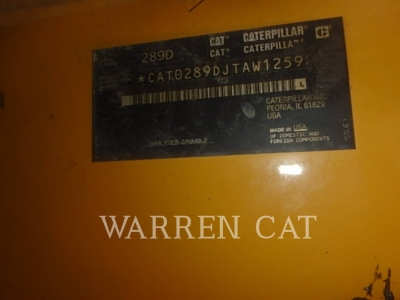 289D CAT CATERPILLAR C
CAT CATERPILLAR
*CAT0289DJTAW1259
CATERPILLAR INC.
PEORIA, IL 61629
USA
MADE IN USA
OF DOMESTIC AND
FOREIGN COMPONENTS
WARREN CAT